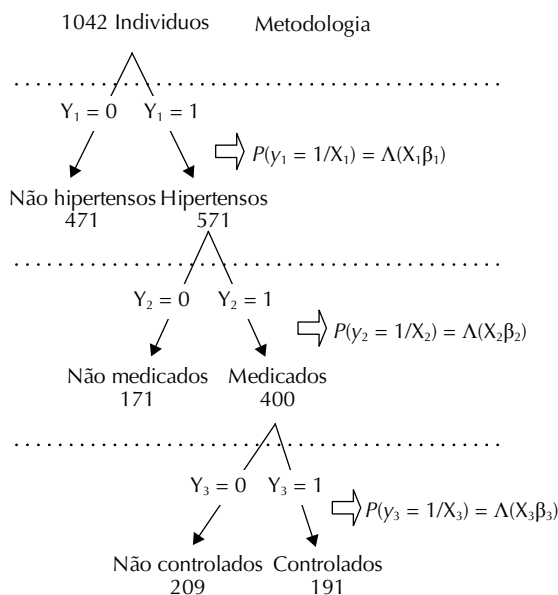 1042 Individuos Metodologia
Y₁ = 0 Y₁ = 1
P(y₁ = 1/X₁) = Λ(X₁β₁)
Não hipertensos Hipertensos
471 571
Y₂ = 0 Y₂ = 1
P(y₂ = 1/X₂) = Λ(X₂β₂)
Não medicados Medicados
171 400
Y₃ = 0 Y₃ = 1
P(y₃ = 1/X₃) = Λ(X₃β₃)
Não controlados Controlados
209 191